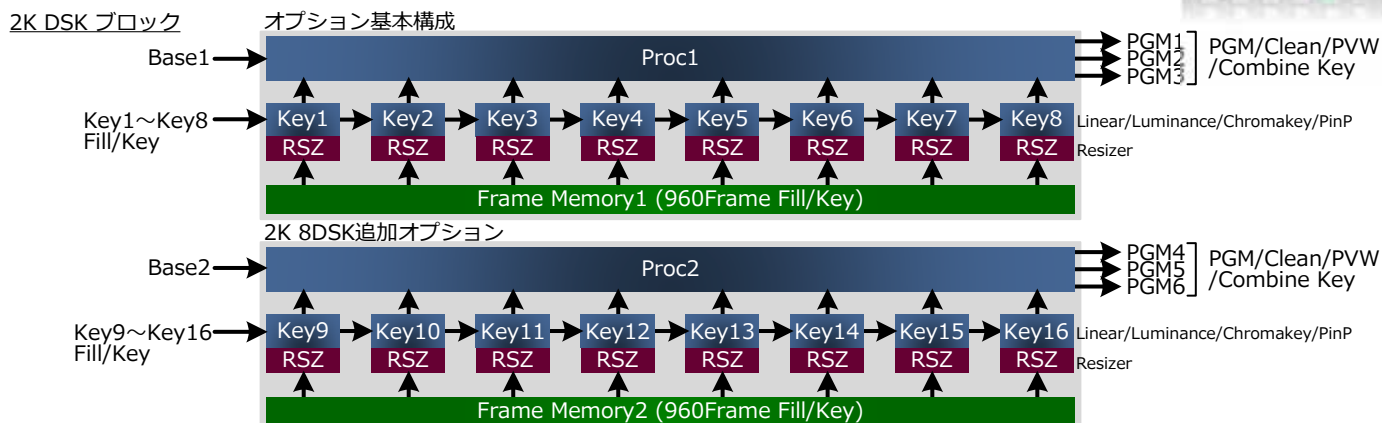 2K DSK ブロック
オプション基本構成
Base1
Proc1
PGM1
PGM2
PGM3
PGM/Clean/PVW
/Combine Key
Key1～Key8
Fill/Key
Key1 Key2 Key3 Key4 Key5 Key6 Key7 Key8
Linear/Luminance/Chromakey/PinP
RSZ RSZ RSZ RSZ RSZ RSZ RSZ RSZ
Resizer
Frame Memory1 (960Frame Fill/Key)
2K 8DSK追加オプション
Base2
Proc2
PGM4
PGM5
PGM6
PGM/Clean/PVW
/Combine Key
Key9～Key16
Fill/Key
Key9 Key10 Key11 Key12 Key13 Key14 Key15 Key16
Linear/Luminance/Chromakey/PinP
RSZ RSZ RSZ RSZ RSZ RSZ RSZ RSZ
Resizer
Frame Memory2 (960Frame Fill/Key)